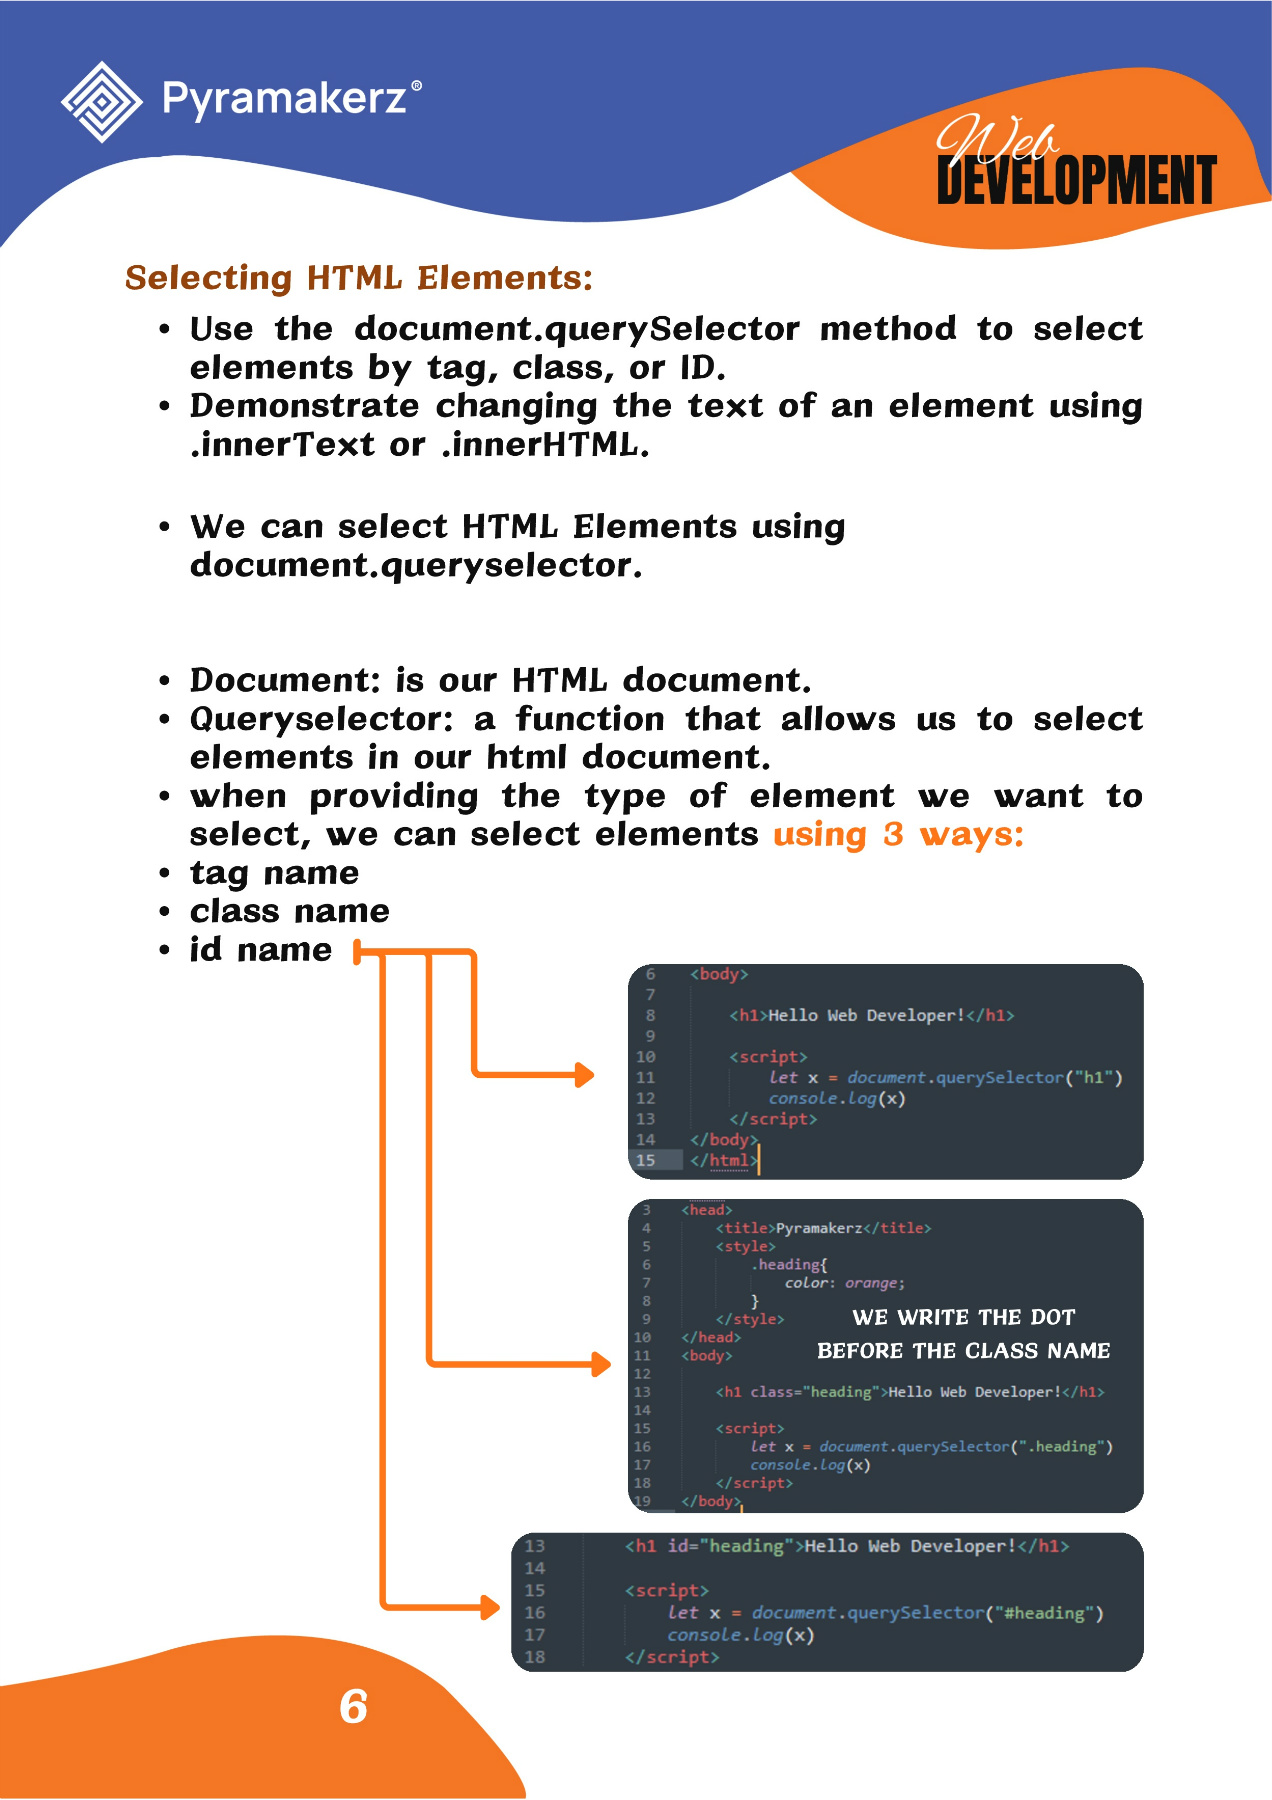 Pyramakerz®
Web
DEVELOPMENT
Selecting HTML Elements:
• Use the document.querySelector method to select
elements by tag, class, or ID.
• Demonstrate changing the text of an element using
.innerText or .innerHTML.
• We can select HTML Elements using
document.queryselector.
• Document: is our HTML document.
• Queryselector: a function that allows us to select
elements in our html document.
• when providing the type of element we want to
select, we can select elements using 3 ways:
• tag name
• class name
• id name
6 <body>
7
8 <h1>Hello Web Developer!</h1>
9
10 <script>
11 let x = document.querySelector("h1")
12 console.log(x)
13 </script>
14 </body>
15 </html>
3 <head>
4 <title>Pyramakerz</title>
5 <style>
6 .heading{
7 color: orange;
8 }
9 </style>
10 </head>
11 <body>
12
13 <h1 class="heading">Hello Web Developer!</h1>
14
15 <script>
16 let x = document.querySelector(".heading")
17 console.log(x)
18 </script>
19 </body>
WE WRITE THE DOT
BEFORE THE CLASS NAME
13 <h1 id="heading">Hello Web Developer!</h1>
14
15 <script>
16 let x = document.querySelector("#heading")
17 console.log(x)
18 </script>
6